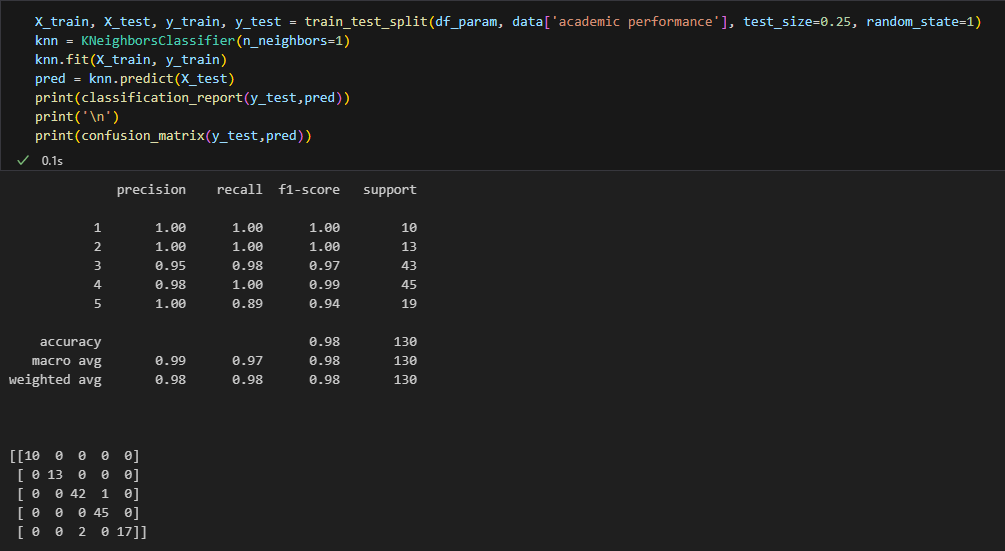 X_train, X_test, y_train, y_test = train_test_split(df_param, data['academic performance'], test_size=0.25, random_state=1)
knn = KNeighborsClassifier(n_neighbors=1)
knn.fit(X_train, y_train)
pred = knn.predict(X_test)
print(classification_report(y_test,pred))
print('\n')
print(confusion_matrix(y_test,pred))
✓ 0.1s
precision recall f1-score support
1 1.00 1.00 1.00 10
2 1.00 1.00 1.00 13
3 0.95 0.98 0.97 43
4 0.98 1.00 0.99 45
5 1.00 0.89 0.94 19
accuracy 0.98 130
macro avg 0.99 0.97 0.98 130
weighted avg 0.98 0.98 0.98 130
[[10 0 0 0 0]
[ 0 13 0 0 0]
[ 0 0 42 1 0]
[ 0 0 0 45 0]
[ 0 0 2 0 17]]